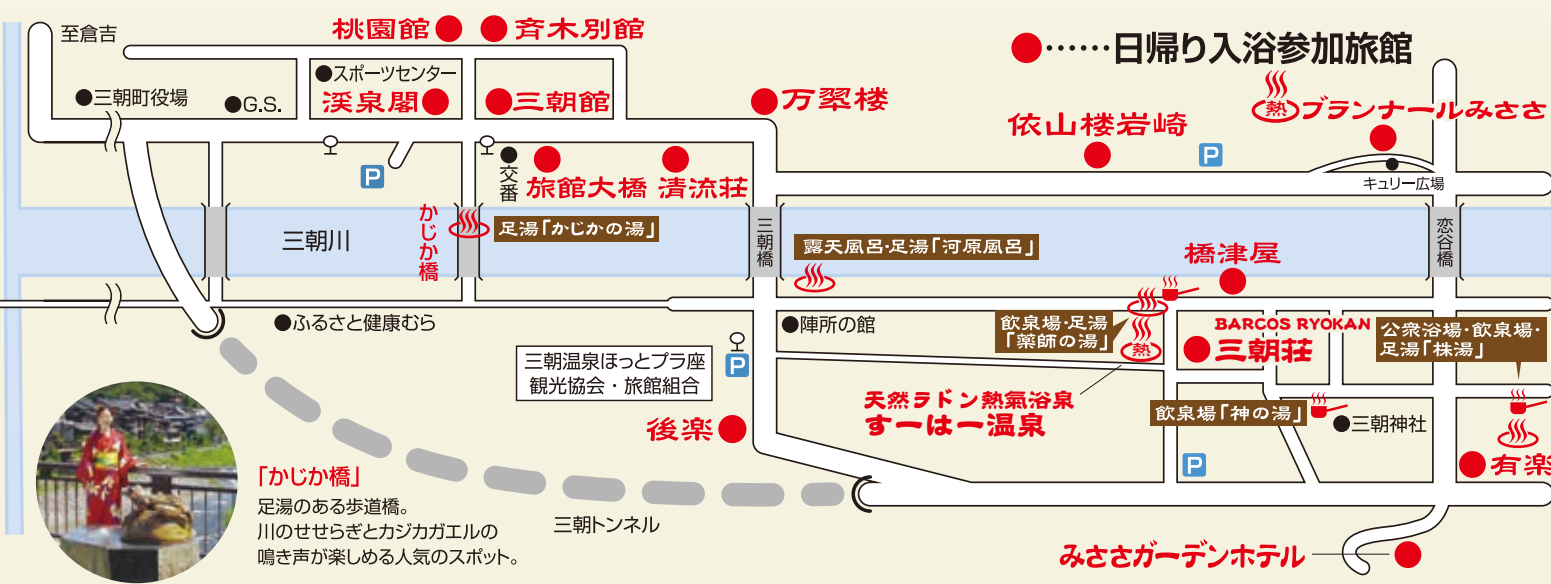 至倉吉
桃園館
斉木別館
●……日帰り入浴参加旅館
●三朝町役場
●G.S.
●スポーツセンター
渓泉閣
三朝館
万翠楼
依山楼岩崎
P
熱
ブランナールみささ
キュリー広場
P
●交番
旅館大橋
清流荘
三朝川
かじか橋
足湯「かじかの湯」
三朝橋
露天風呂・足湯「河原風呂」
橋津屋
恋谷橋
●ふるさと健康むら
●陣所の館
飲泉場・足湯
「薬師の湯」
熱
BARCOS RYOKAN
三朝荘
公衆浴場・飲泉場・
足湯「株湯」
三朝温泉ほっとプラ座
観光協会・旅館組合
P
後楽
天然ラドン熱氣浴泉
すーはー温泉
飲泉場「神の湯」
●三朝神社
P
有楽
三朝トンネル
みささガーデンホテル
「かじか橋」
足湯のある歩道橋。
川のせせらぎとカジカガエルの
鳴き声が楽しめる人気のスポット。